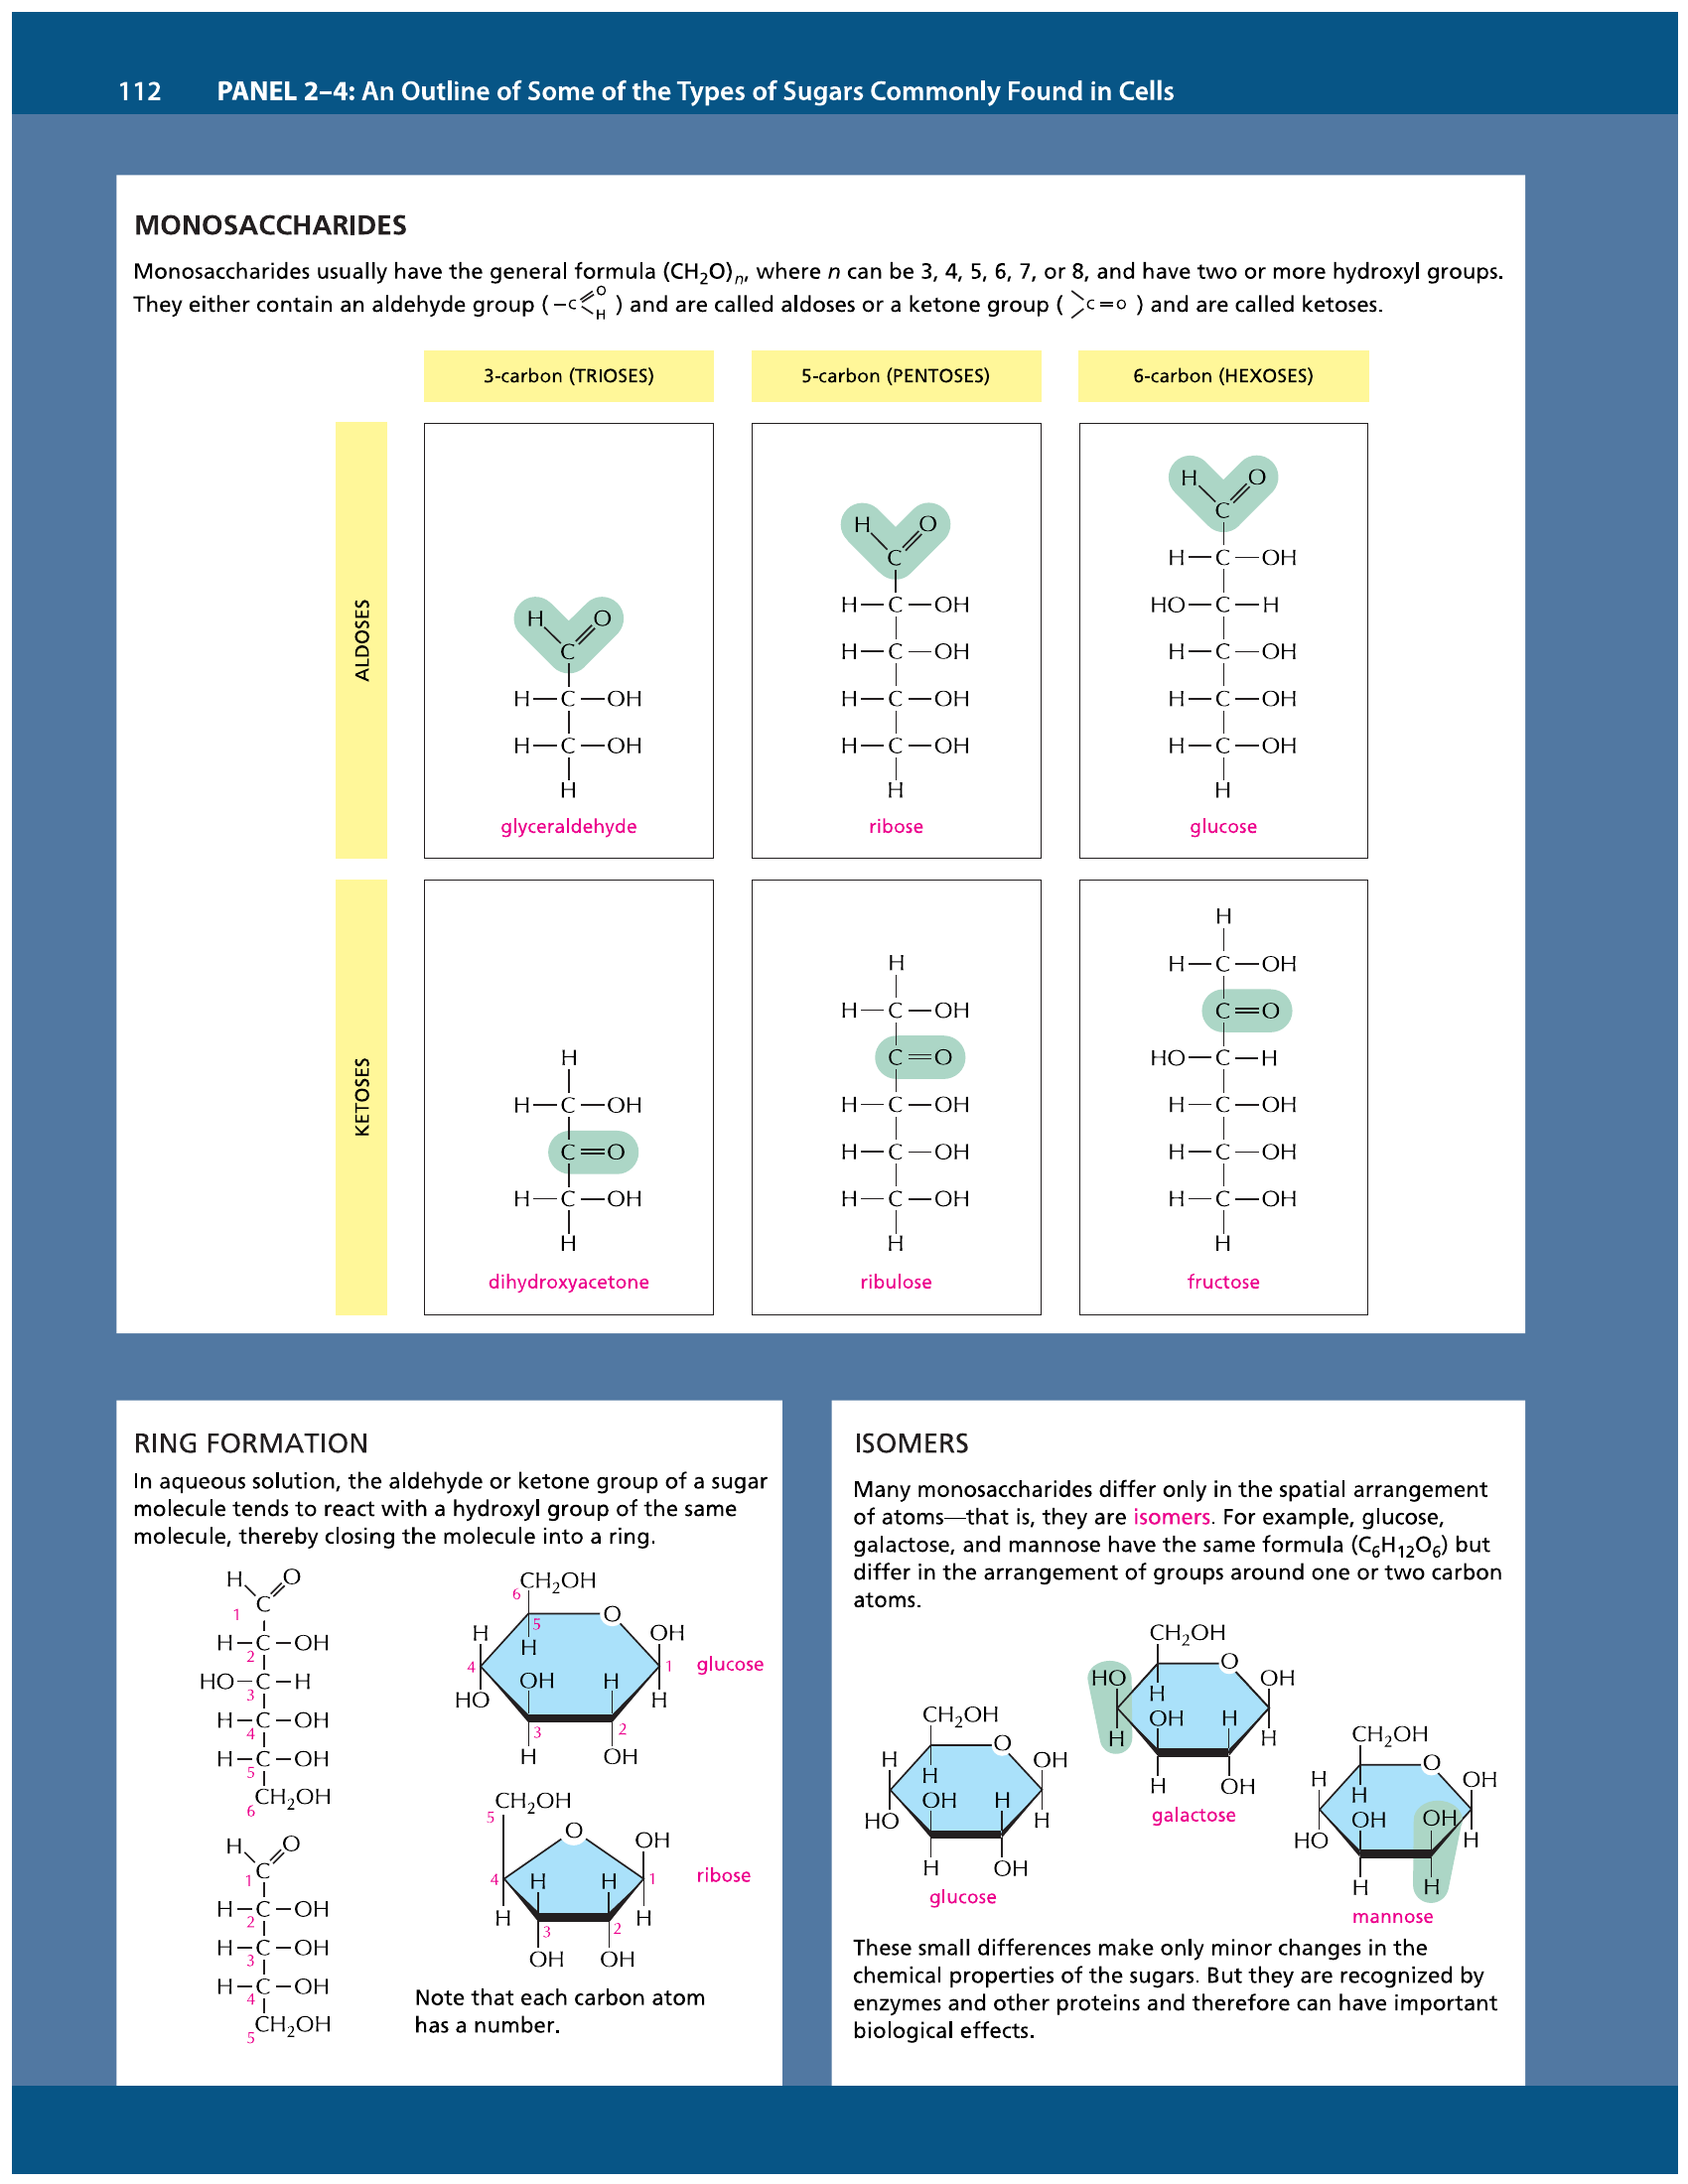 112 PANEL 2–4: An Outline of Some of the Types of Sugars Commonly Found in Cells
MONOSACCHARIDES
Monosaccharides usually have the general formula (CH₂O)ₙ, where n can be 3, 4, 5, 6, 7, or 8, and have two or more hydroxyl groups.
They either contain an aldehyde group ( –C=O H ) and are called aldoses or a ketone group ( >C=O ) and are called ketoses.
3-carbon (TRIOSES) 5-carbon (PENTOSES) 6-carbon (HEXOSES)
ALDOSES
H O
C
H–C–OH
H–C–OH
H
glyceraldehyde
H O
C
H–C–OH
H–C–OH
H–C–OH
H–C–OH
H
ribose
H O
C
H–C–OH
HO–C–H
H–C–OH
H–C–OH
H–C–OH
H
glucose
KETOSES
H
H–C–OH
C=O
H–C–OH
H
dihydroxyacetone
H
H–C–OH
C=O
H–C–OH
H–C–OH
H–C–OH
H
ribulose
H
H–C–OH
C=O
HO–C–H
H–C–OH
H–C–OH
H–C–OH
H
fructose
RING FORMATION
In aqueous solution, the aldehyde or ketone group of a sugar
molecule tends to react with a hydroxyl group of the same
molecule, thereby closing the molecule into a ring.
H O
C
1
H–C–OH
2
HO–C–H
3
H–C–OH
4
H–C–OH
5
CH₂OH
6
CH₂OH
6
5 O
H H OH
4 OH H 1 glucose
HO H
3 2
H OH
H O
C
1
H–C–OH
2
H–C–OH
3
H–C–OH
4
CH₂OH
5
CH₂OH
5
O OH
4 H H 1 ribose
H H
3 2
OH OH
Note that each carbon atom
has a number.
ISOMERS
Many monosaccharides differ only in the spatial arrangement
of atoms—that is, they are isomers. For example, glucose,
galactose, and mannose have the same formula (C₆H₁₂O₆) but
differ in the arrangement of groups around one or two carbon
atoms.
CH₂OH
O
H H OH
OH H
HO H
H OH
glucose
CH₂OH
O
HO H OH
OH H
H H
H OH
galactose
CH₂OH
O
H H OH
OH OH
HO H
H H
mannose
These small differences make only minor changes in the
chemical properties of the sugars. But they are recognized by
enzymes and other proteins and therefore can have important
biological effects.